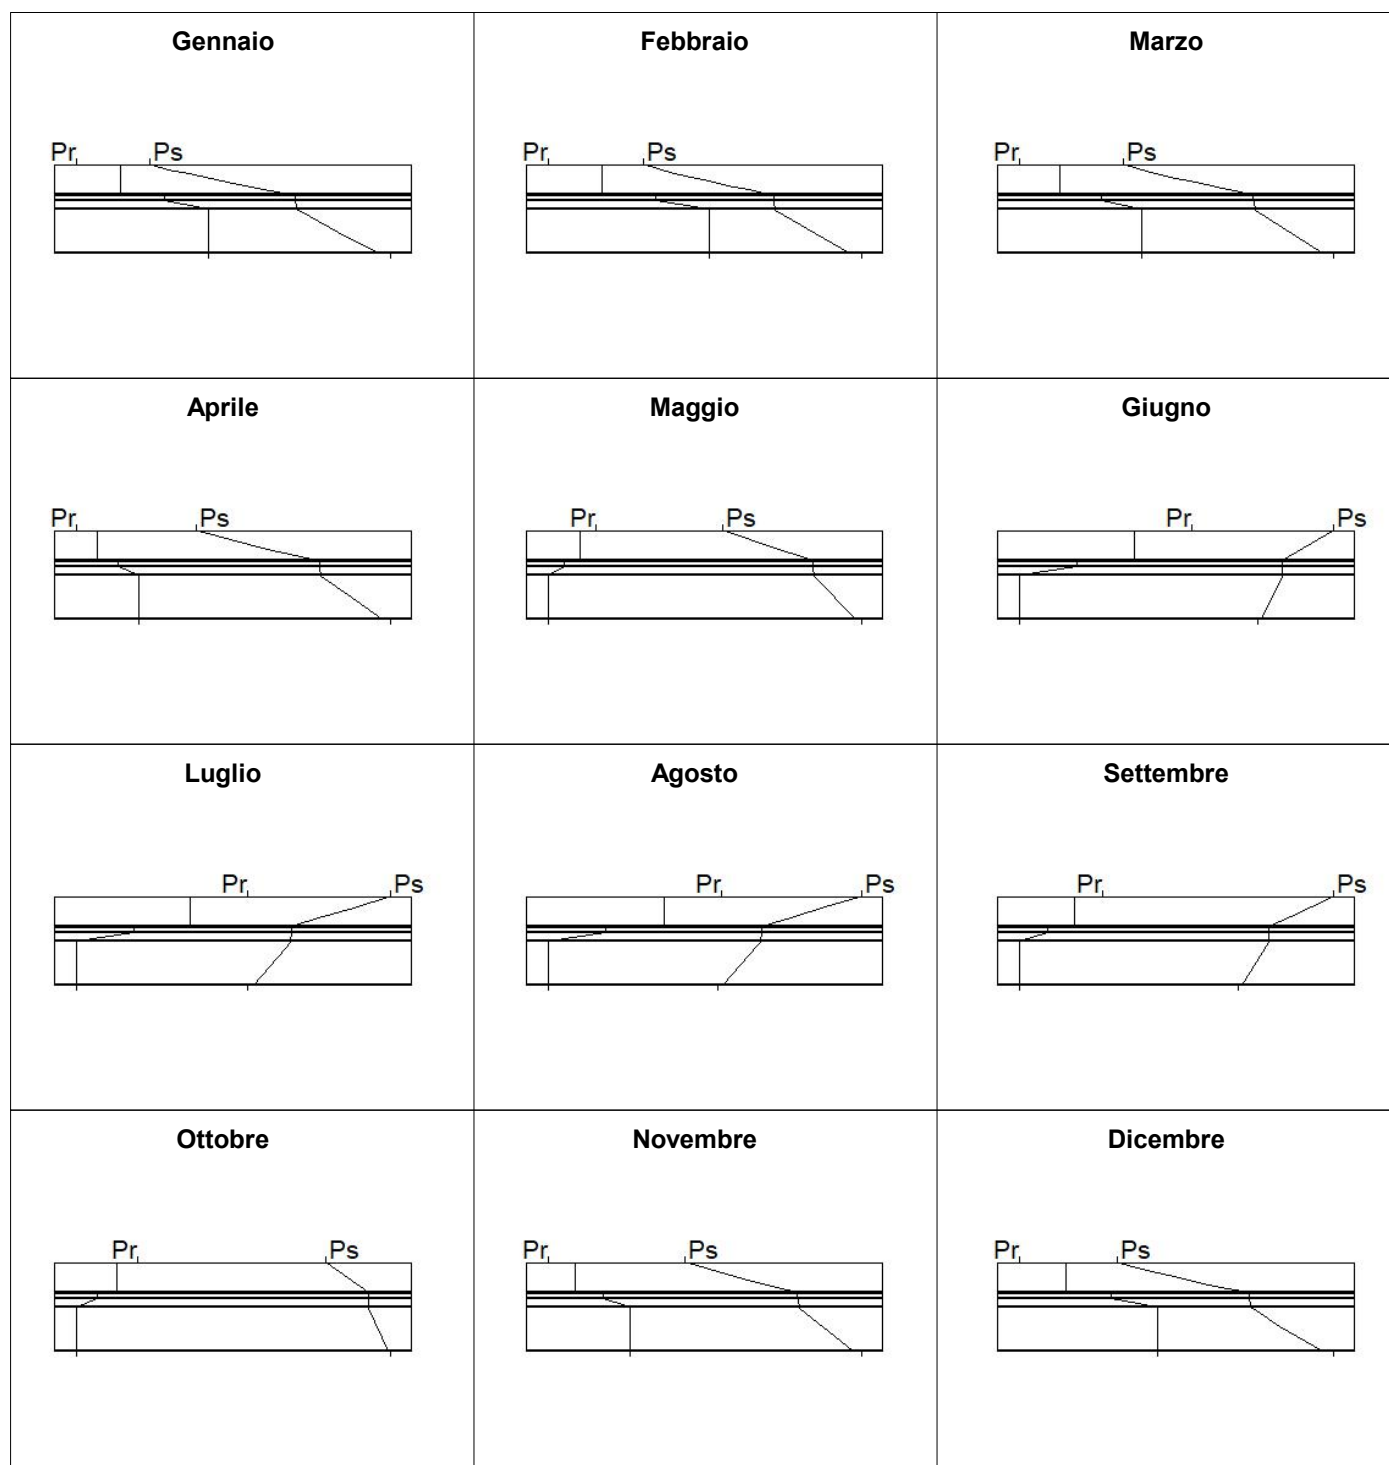 Gennaio Febbraio Marzo
Pr Ps Pr Ps Pr Ps
Aprile Maggio Giugno
Pr Ps Pr Ps Pr Ps
Luglio Agosto Settembre
Pr Ps Pr Ps Pr Ps
Ottobre Novembre Dicembre
Pr Ps Pr Ps Pr Ps